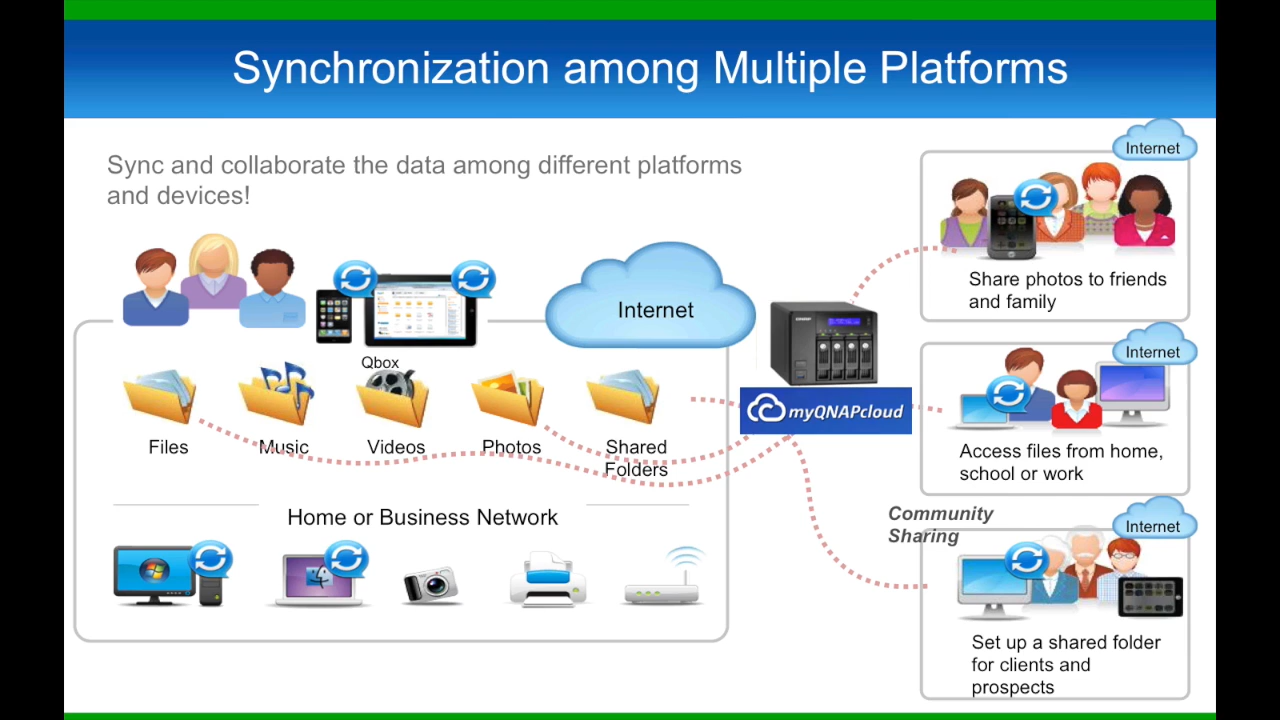 Synchronization among Multiple Platforms
Sync and collaborate the data among different platforms
and devices!
Internet
Qbox
Files
Music
Videos
Photos
Shared
Folders
Home or Business Network
QNAP
myQNAPcloud
Internet
Share photos to friends
and family
Internet
Access files from home,
school or work
Community
Sharing
Internet
Set up a shared folder
for clients and
prospects